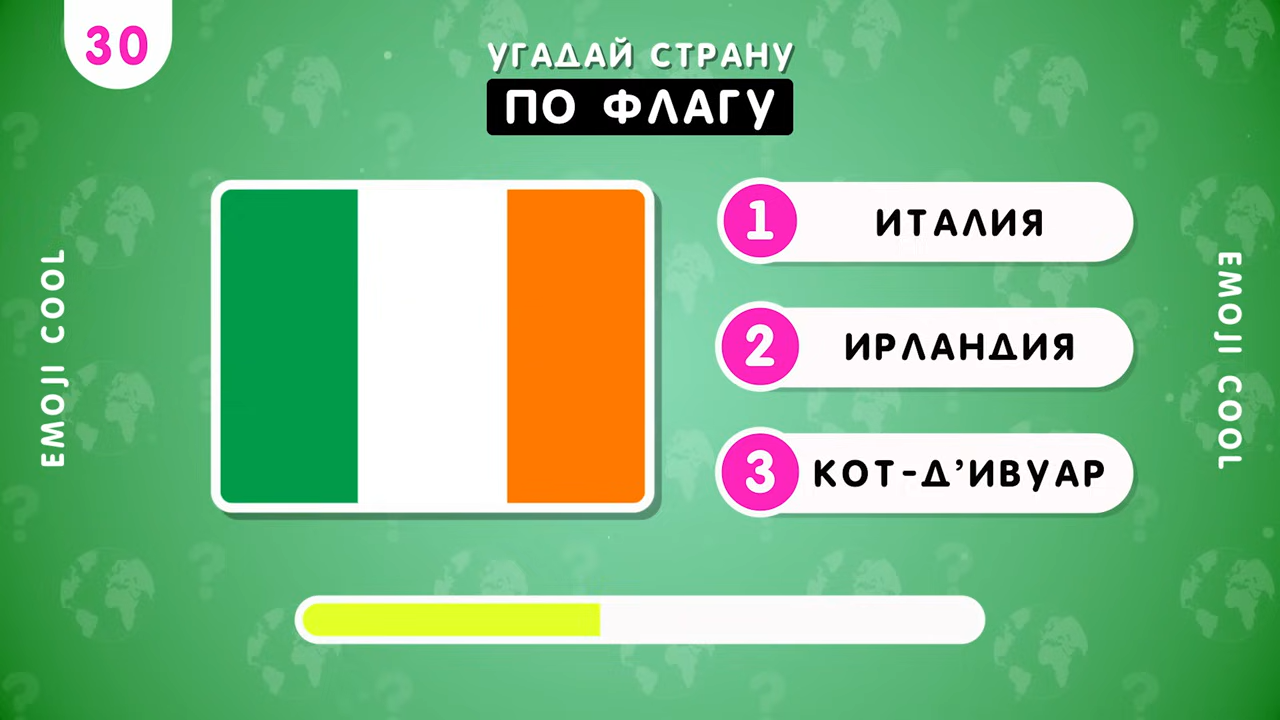 30
УГАДАЙ СТРАНУ
ПО ФЛАГУ
1 ИТАЛИЯ
2 ИРЛАНДИЯ
3 КОТ-Д’ИВУАР
EMOJI COOL
EMOJI COOL